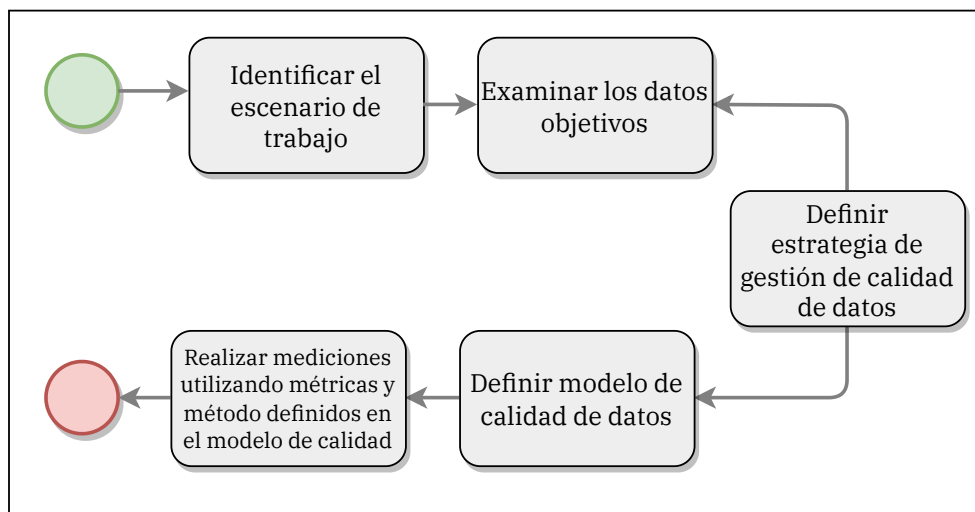 Identificar el
escenario de
trabajo
Examinar los datos
objetivos
Definir
estrategia de
gestión de calidad
de datos
Definir modelo de
calidad de datos
Realizar mediciones
utilizando métricas y
método definidos en
el modelo de calidad